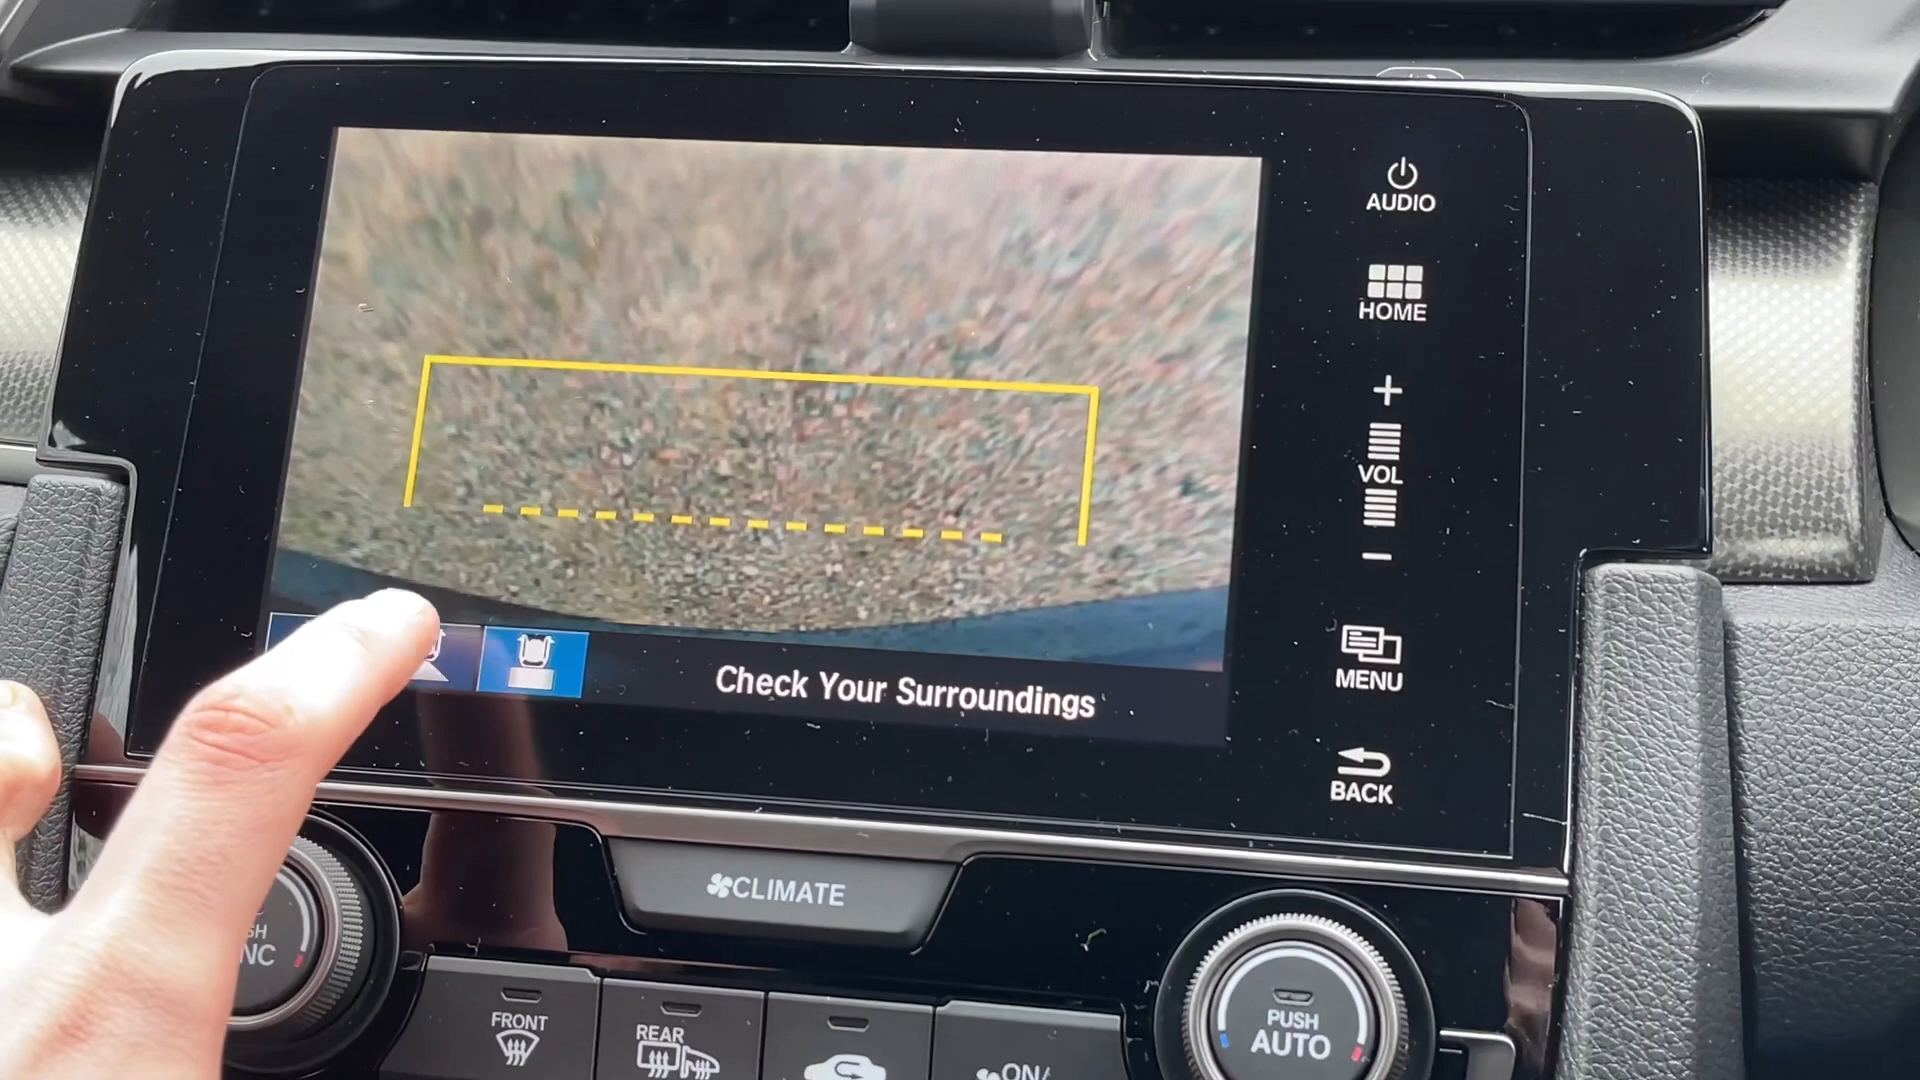 AUDIO
HOME
+
VOL
−
MENU
BACK
Check Your Surroundings
CLIMATE
FRONT
REAR
PUSH
AUTO